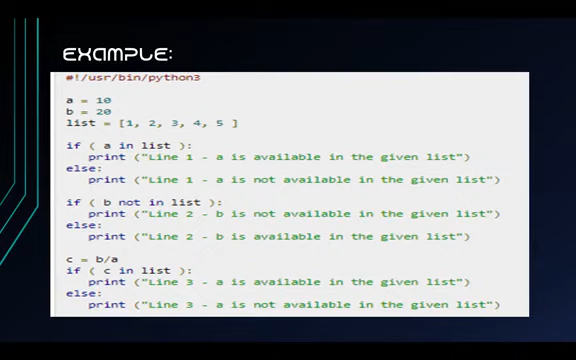 EXAMPLE:
#!/usr/bin/python3
a = 10
b = 20
list = [1, 2, 3, 4, 5 ]
if ( a in list ):
print ("Line 1 - a is available in the given list")
else:
print ("Line 1 - a is not available in the given list")
if ( b not in list ):
print ("Line 2 - b is not available in the given list")
else:
print ("Line 2 - b is available in the given list")
c = b/a
if ( c in list ):
print ("Line 3 - a is available in the given list")
else:
print ("Line 3 - a is not available in the given list")